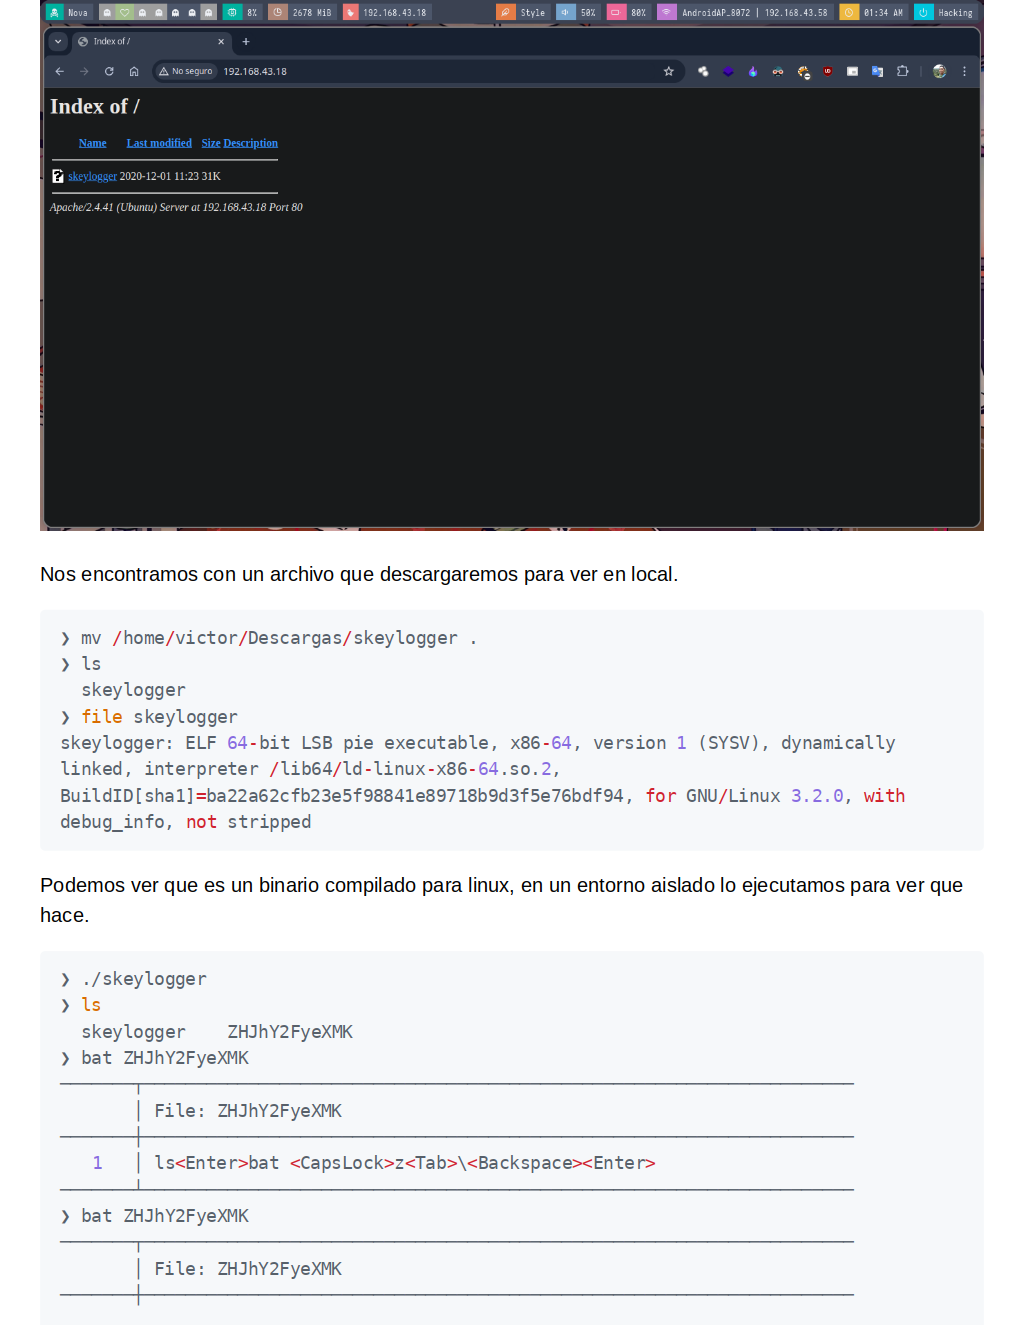 Nova 8% 2678 MiB 192.168.43.18 Style 50% 80% AndroidAP_8072 | 192.168.43.58 01:34 AM Hacking
Index of /
No seguro 192.168.43.18
Index of /
Name Last modified Size Description
skeylogger 2020-12-01 11:23 31K
Apache/2.4.41 (Ubuntu) Server at 192.168.43.18 Port 80
Nos encontramos con un archivo que descargaremos para ver en local.
❯ mv /home/victor/Descargas/skeylogger .
❯ ls
skeylogger
❯ file skeylogger
skeylogger: ELF 64-bit LSB pie executable, x86-64, version 1 (SYSV), dynamically
linked, interpreter /lib64/ld-linux-x86-64.so.2,
BuildID[sha1]=ba22a62cfb23e5f98841e89718b9d3f5e76bdf94, for GNU/Linux 3.2.0, with
debug_info, not stripped
Podemos ver que es un binario compilado para linux, en un entorno aislado lo ejecutamos para ver que
hace.
❯ ./skeylogger
❯ ls
skeylogger ZHJhY2FyeXMK
❯ bat ZHJhY2FyeXMK
File: ZHJhY2FyeXMK
1 ls<Enter>bat <CapsLock>z<Tab>\<Backspace><Enter>
❯ bat ZHJhY2FyeXMK
File: ZHJhY2FyeXMK